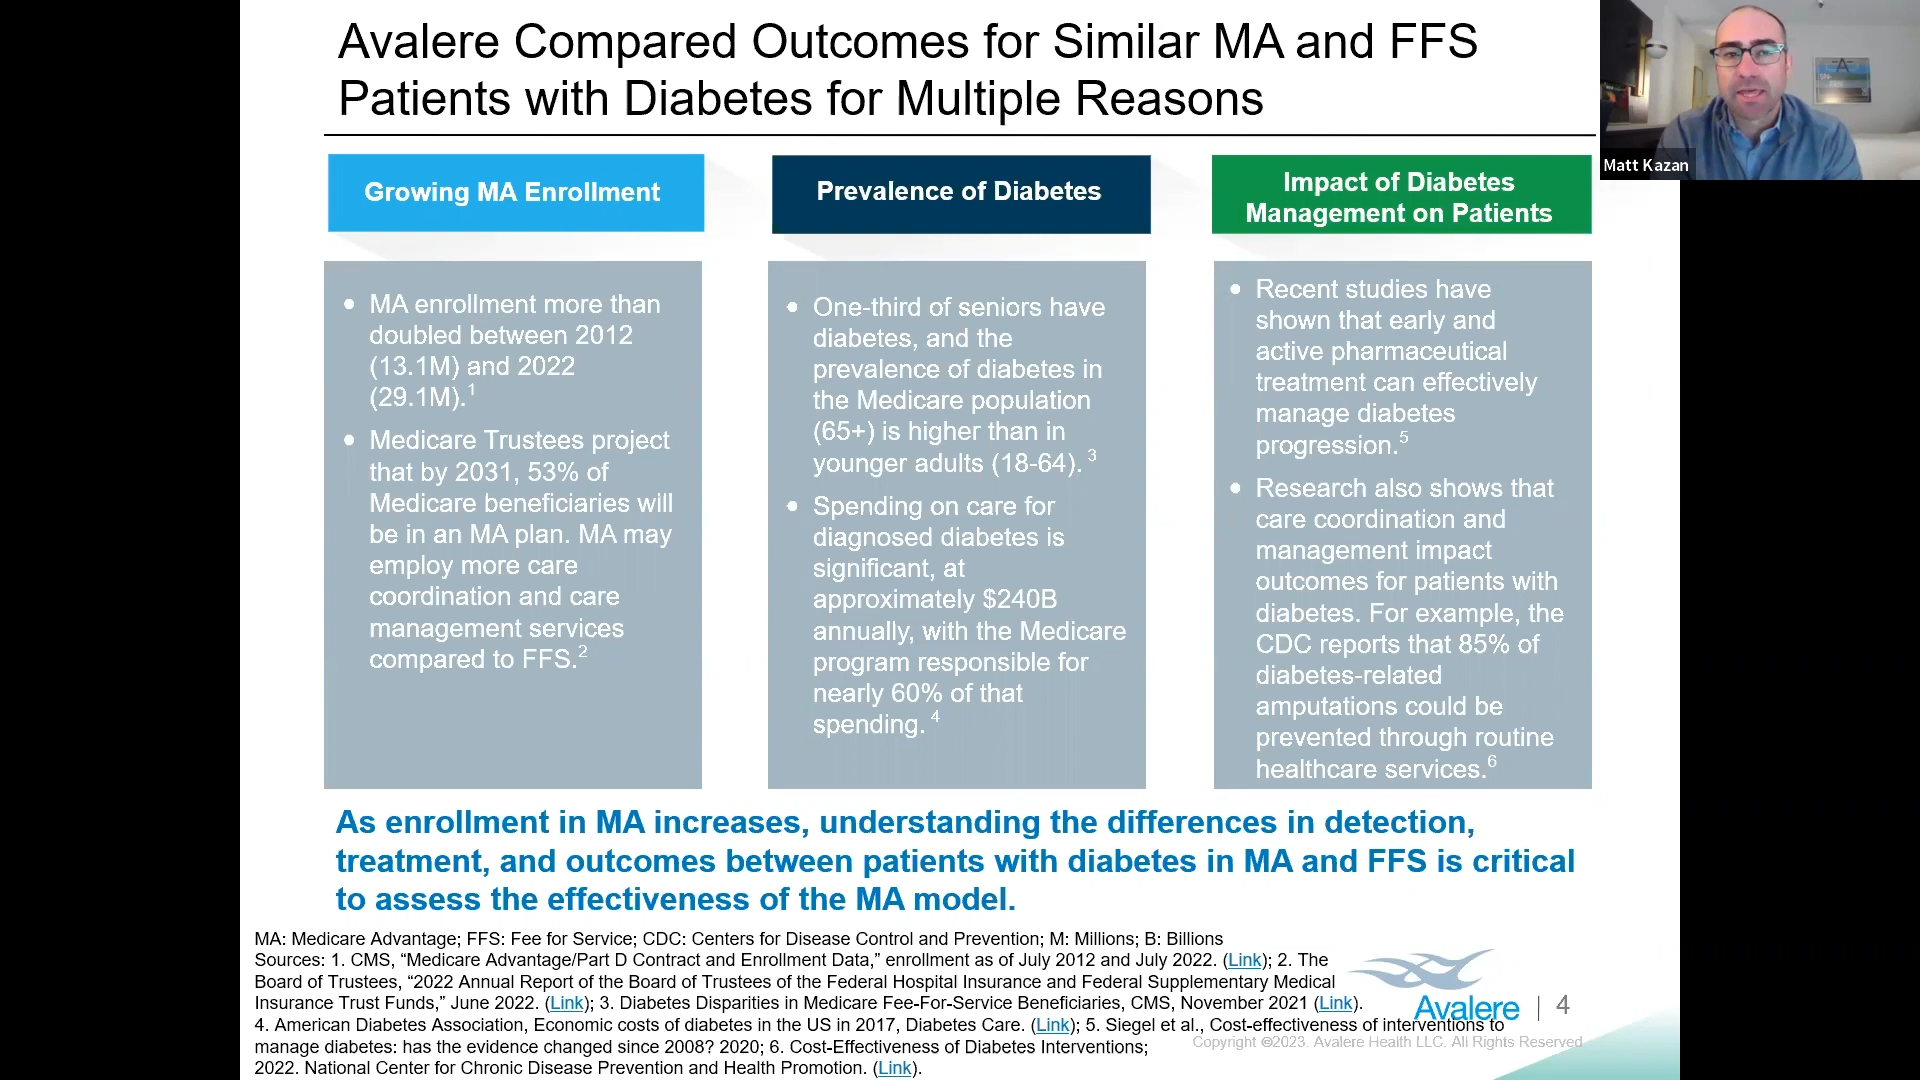 Avalere Compared Outcomes for Similar MA and FFS
Patients with Diabetes for Multiple Reasons
Matt Kazan
Growing MA Enrollment
MA enrollment more than
doubled between 2012
(13.1M) and 2022
(29.1M).1
Medicare Trustees project
that by 2031, 53% of
Medicare beneficiaries will
be in an MA plan. MA may
employ more care
coordination and care
management services
compared to FFS.2
Prevalence of Diabetes
One-third of seniors have
diabetes, and the
prevalence of diabetes in
the Medicare population
(65+) is higher than in
younger adults (18-64). 3
Spending on care for
diagnosed diabetes is
significant, at
approximately $240B
annually, with the Medicare
program responsible for
nearly 60% of that
spending. 4
Impact of Diabetes
Management on Patients
Recent studies have
shown that early and
active pharmaceutical
treatment can effectively
manage diabetes
progression.5
Research also shows that
care coordination and
management impact
outcomes for patients with
diabetes. For example, the
CDC reports that 85% of
diabetes-related
amputations could be
prevented through routine
healthcare services.6
As enrollment in MA increases, understanding the differences in detection,
treatment, and outcomes between patients with diabetes in MA and FFS is critical
to assess the effectiveness of the MA model.
MA: Medicare Advantage; FFS: Fee for Service; CDC: Centers for Disease Control and Prevention; M: Millions; B: Billions
Sources: 1. CMS, “Medicare Advantage/Part D Contract and Enrollment Data,” enrollment as of July 2012 and July 2022. (Link); 2. The
Board of Trustees, “2022 Annual Report of the Board of Trustees of the Federal Hospital Insurance and Federal Supplementary Medical
Insurance Trust Funds,” June 2022. (Link); 3. Diabetes Disparities in Medicare Fee-For-Service Beneficiaries, CMS, November 2021 (Link).
4. American Diabetes Association, Economic costs of diabetes in the US in 2017, Diabetes Care. (Link); 5. Siegel et al., Cost-effectiveness of interventions to
manage diabetes: has the evidence changed since 2008? 2020; 6. Cost-Effectiveness of Diabetes Interventions;
2022. National Center for Chronic Disease Prevention and Health Promotion. (Link).
Avalere | 4
Copyright ©2023. Avalere Health LLC. All Rights Reserved.